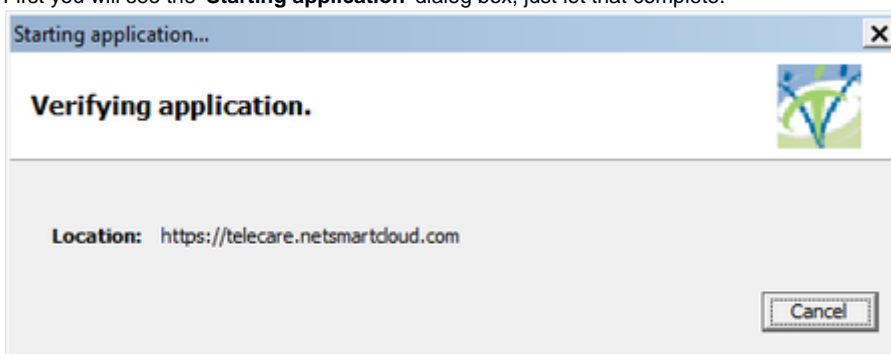 First you will see the 'Starting application' dialog box, just let that complete.
Starting application...
Verifying application.
Location: https://telecare.netsmartcloud.com
Cancel